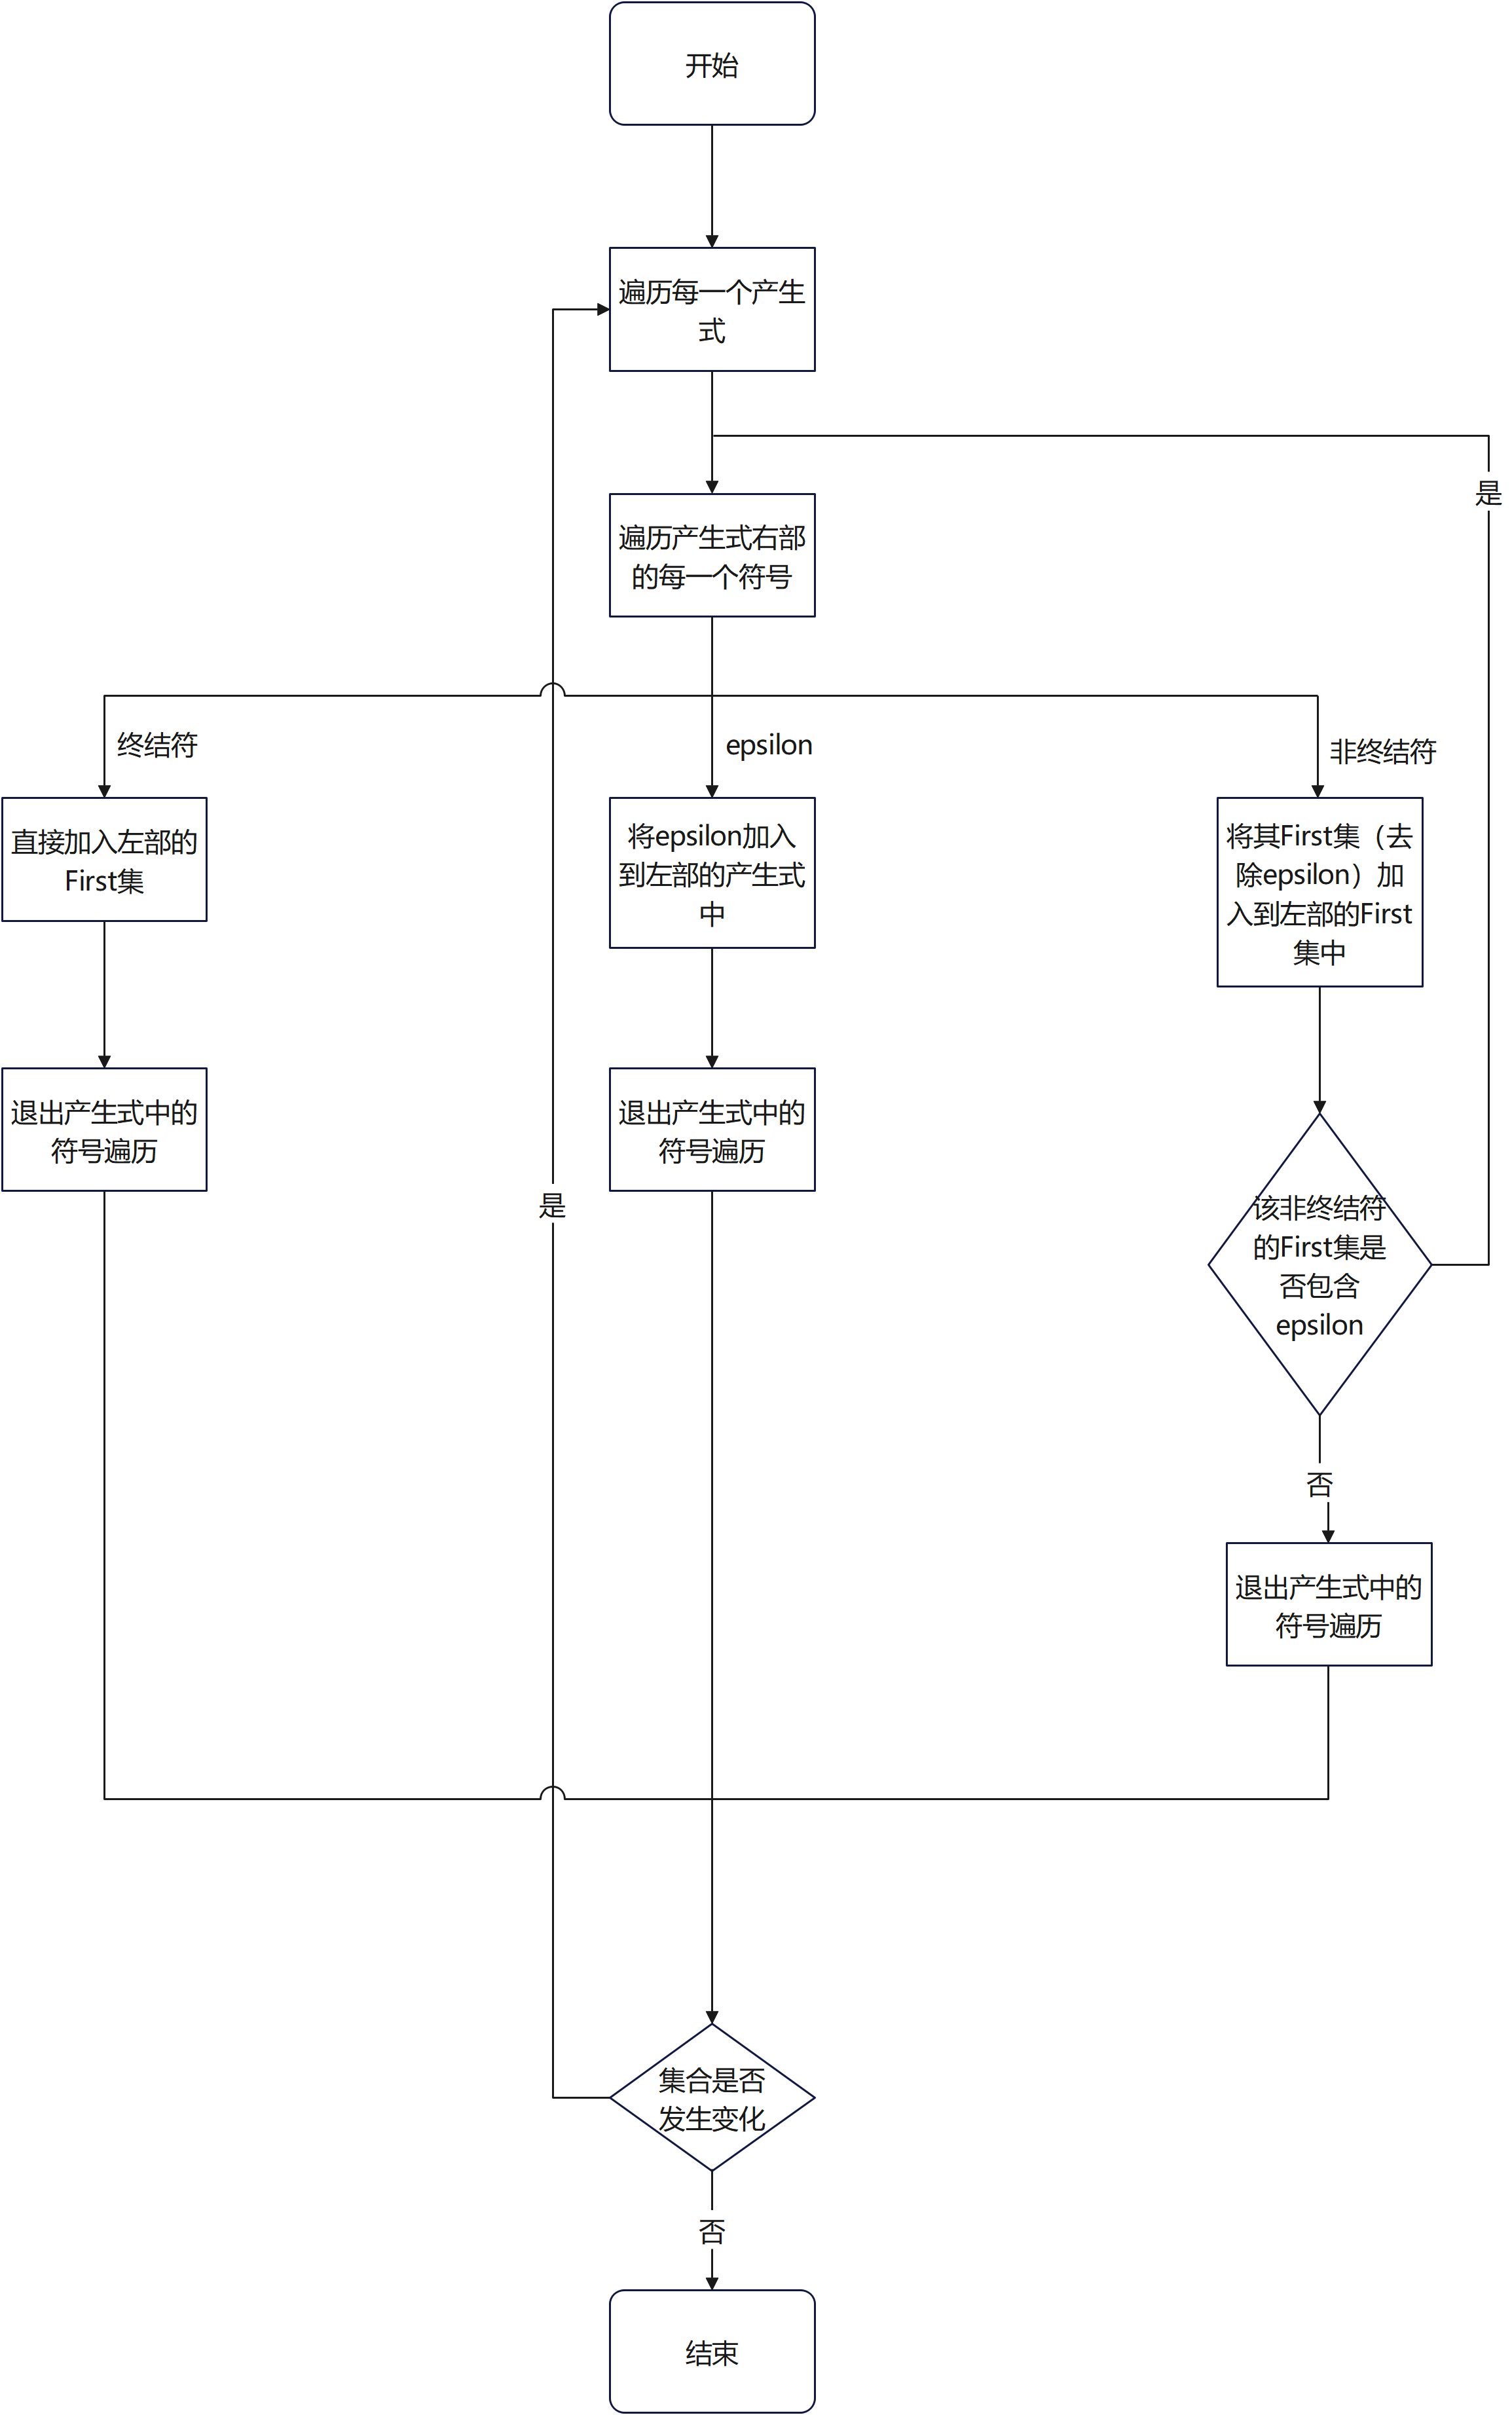 开始
遍历每一个产生
式
是
遍历产生式右部
的每一个符号
终结符
epsilon
非终结符
直接加入左部的
First集
将epsilon加入
到左部的产生式
中
将其First集（去
除epsilon）加
入到左部的First
集中
退出产生式中的
符号遍历
退出产生式中的
符号遍历
是
该非终结符
的First集是
否包含
epsilon
否
退出产生式中的
符号遍历
集合是否
发生变化
否
结束